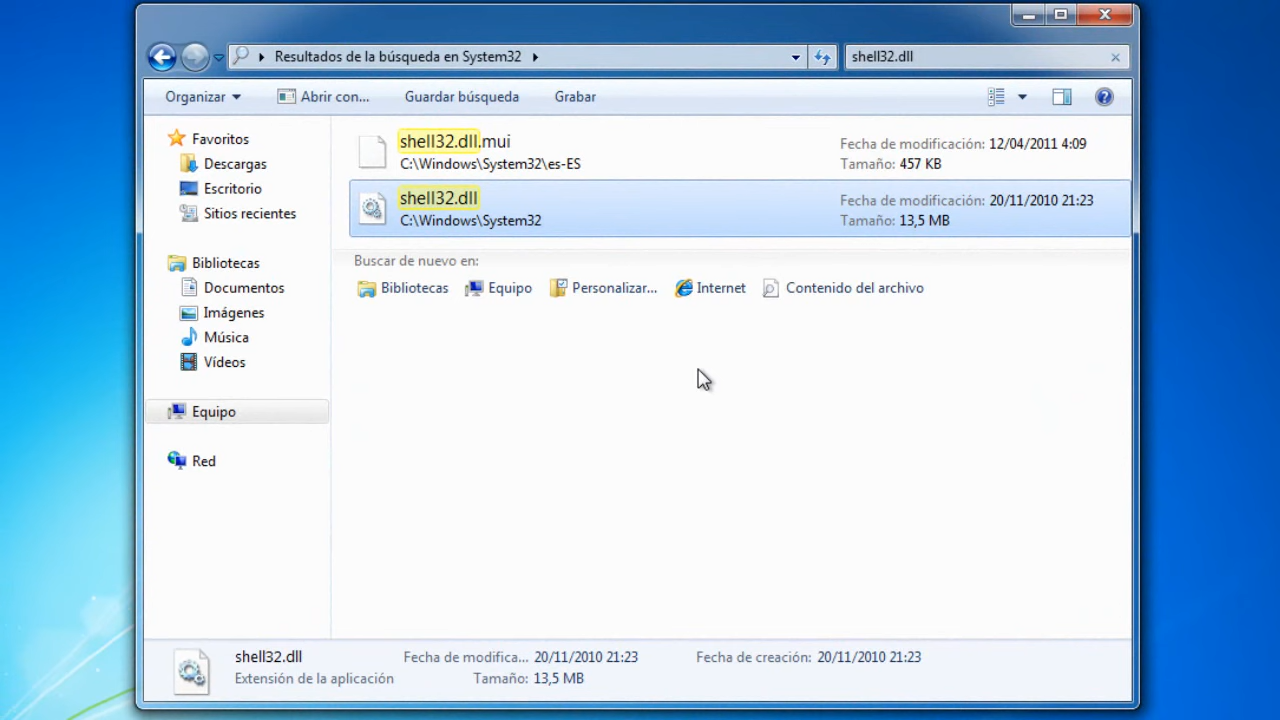 Resultados de la búsqueda en System32
shell32.dll
Organizar
Abrir con...
Guardar búsqueda
Grabar
Favoritos
Descargas
Escritorio
Sitios recientes
Bibliotecas
Documentos
Imágenes
Música
Vídeos
Equipo
Red
shell32.dll.mui
C:\Windows\System32\es-ES
Fecha de modificación: 12/04/2011 4:09
Tamaño: 457 KB
shell32.dll
C:\Windows\System32
Fecha de modificación: 20/11/2010 21:23
Tamaño: 13,5 MB
Buscar de nuevo en:
Bibliotecas
Equipo
Personalizar...
Internet
Contenido del archivo
shell32.dll
Extensión de la aplicación
Fecha de modifica... 20/11/2010 21:23
Tamaño: 13,5 MB
Fecha de creación: 20/11/2010 21:23